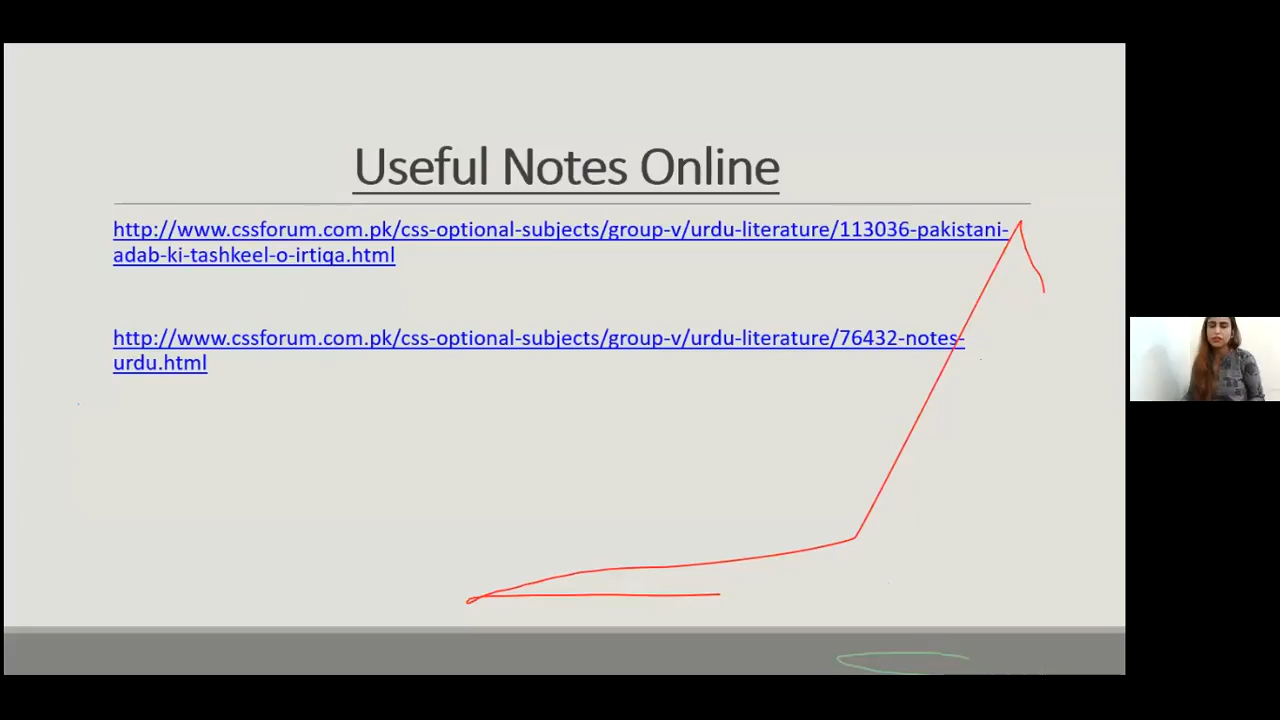 Useful Notes Online
http://www.cssforum.com.pk/css-optional-subjects/group-v/urdu-literature/113036-pakistani-
adab-ki-tashkeel-o-irtiqa.html
http://www.cssforum.com.pk/css-optional-subjects/group-v/urdu-literature/76432-notes-
urdu.html